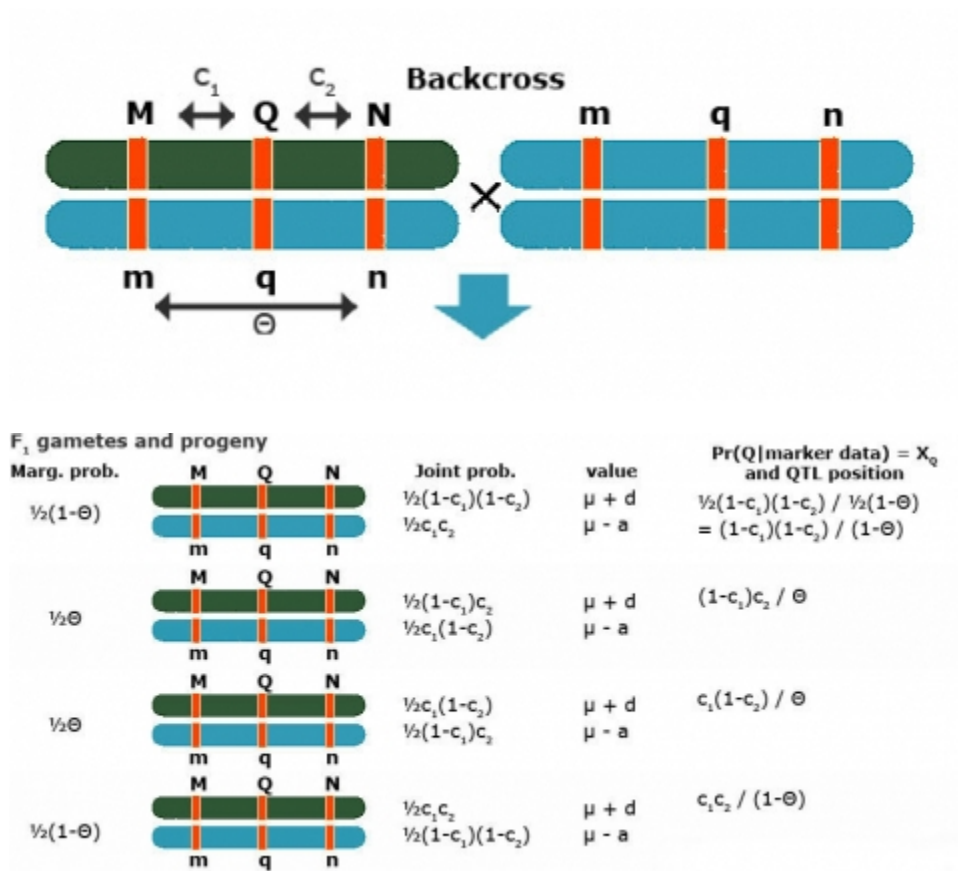 C₁ C₂ Backcross
M Q N m q n
×
m q n
Θ
F₁ gametes and progeny
Marg. prob. M Q N Joint prob. value Pr(Q|marker data) = X_Q
and QTL position
½(1-Θ) ½(1-c₁)(1-c₂) μ + d ½(1-c₁)(1-c₂) / ½(1-Θ)
½c₁c₂ μ - a = (1-c₁)(1-c₂) / (1-Θ)
m q n
M Q N
½Θ ½(1-c₁)c₂ μ + d (1-c₁)c₂ / Θ
½c₁(1-c₂) μ - a
m q n
M Q N
½Θ ½c₁(1-c₂) μ + d c₁(1-c₂) / Θ
½(1-c₁)c₂ μ - a
m q n
M Q N
½(1-Θ) ½c₁c₂ μ + d c₁c₂ / (1-Θ)
½(1-c₁)(1-c₂) μ - a
m q n